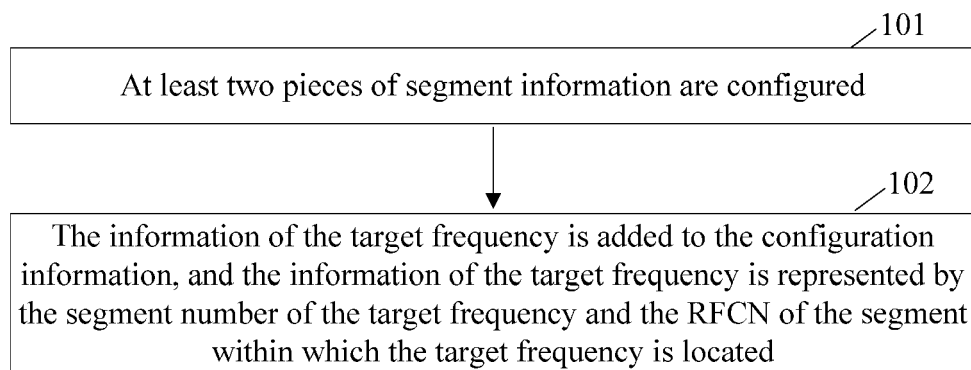 101
At least two pieces of segment information are configured
102
The information of the target frequency is added to the configuration
information, and the information of the target frequency is represented by
the segment number of the target frequency and the RFCN of the segment
within which the target frequency is located